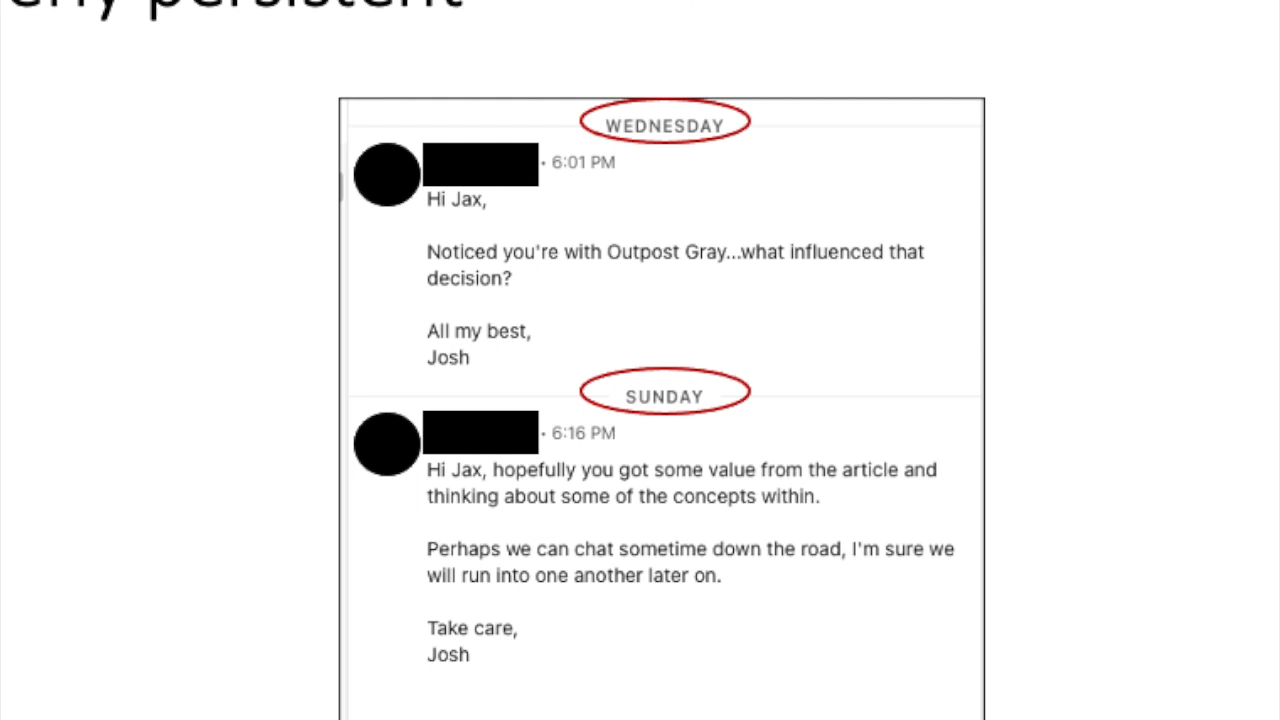 persistent
WEDNESDAY
• 6:01 PM
Hi Jax,
Noticed you're with Outpost Gray...what influenced that
decision?
All my best,
Josh
SUNDAY
• 6:16 PM
Hi Jax, hopefully you got some value from the article and
thinking about some of the concepts within.
Perhaps we can chat sometime down the road, I'm sure we
will run into one another later on.
Take care,
Josh